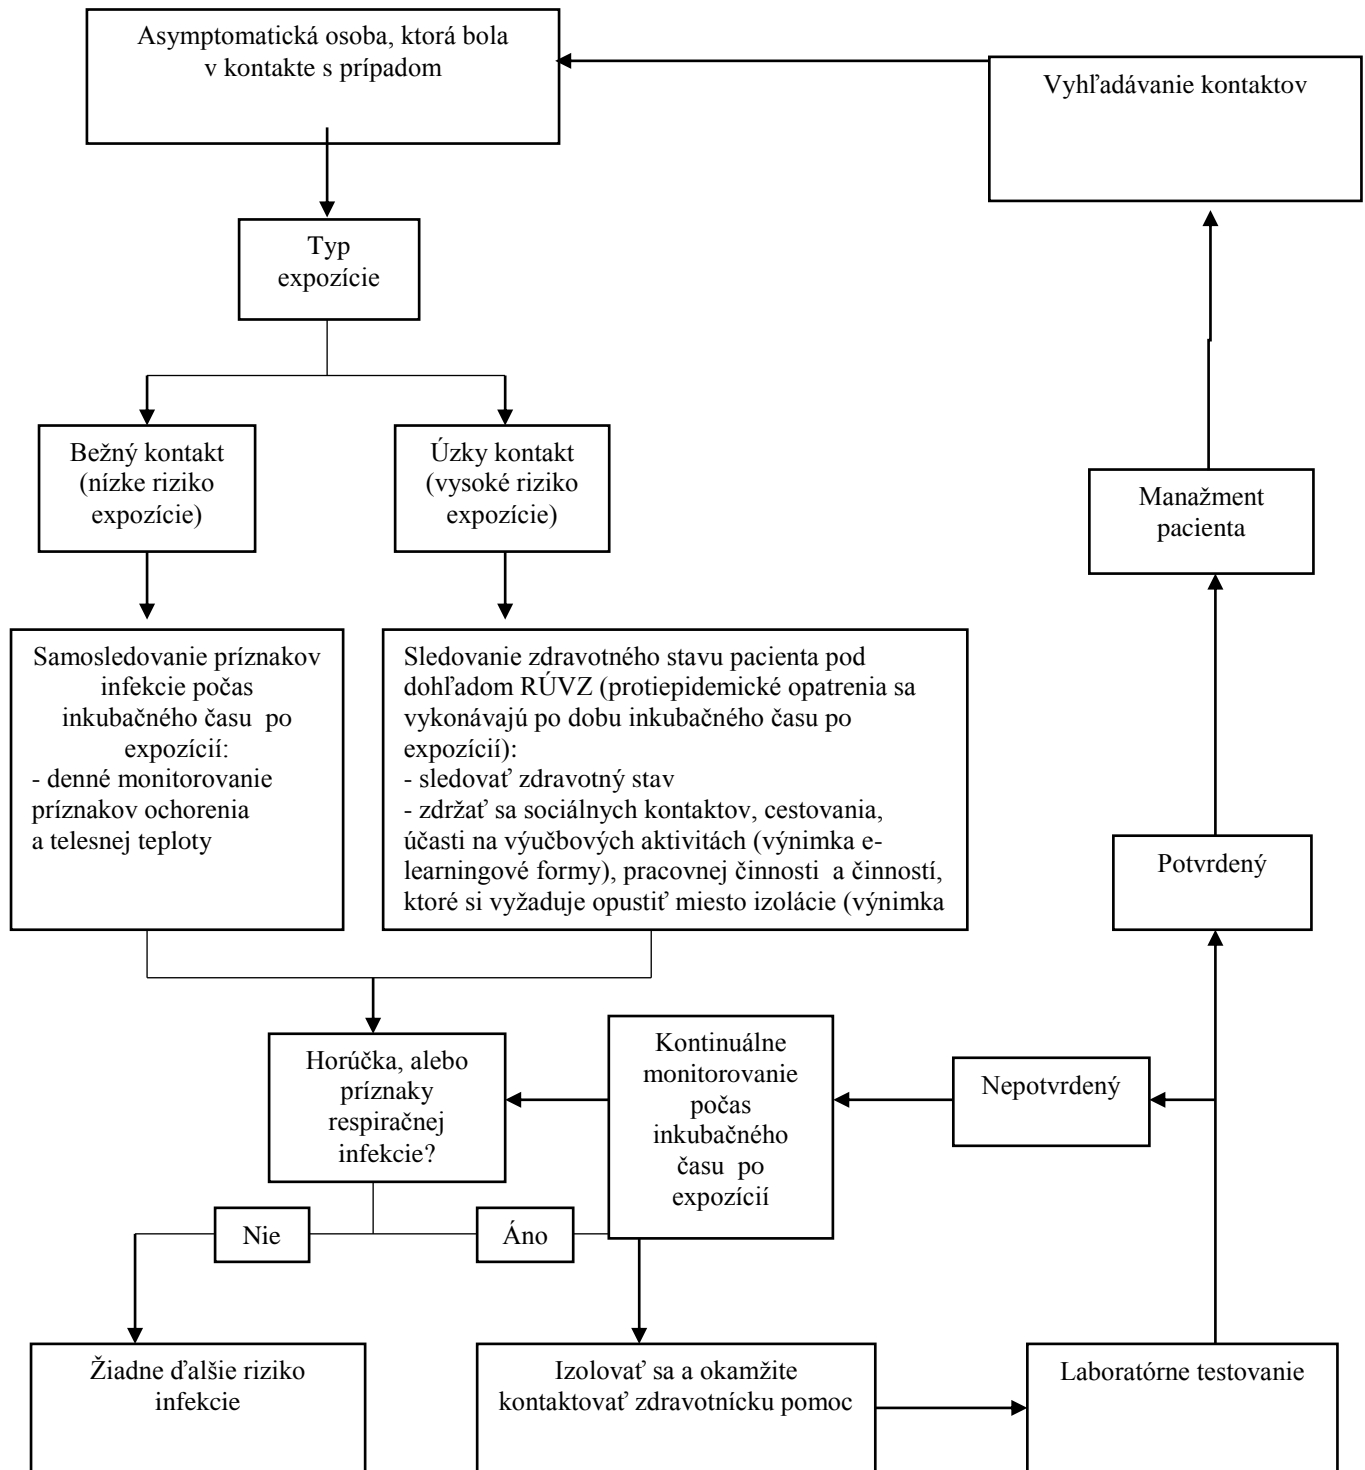 Asymptomatická osoba, ktorá bola
v kontakte s prípadom
Vyhľadávanie kontaktov
Typ
expozície
Bežný kontakt
(nízke riziko
expozície)
Úzky kontakt
(vysoké riziko
expozície)
Manažment
pacienta
Samosledovanie príznakov
infekcie počas
inkubačného času  po
expozícií:
- denné monitorovanie
príznakov ochorenia
a telesnej teploty
Sledovanie zdravotného stavu pacienta pod
dohľadom RÚVZ (protiepidemické opatrenia sa
vykonávajú po dobu inkubačného času po
expozícií):
- sledovať zdravotný stav
- zdržať sa sociálnych kontaktov, cestovania,
účasti na výučbových aktivitách (výnimka e-
learningové formy), pracovnej činnosti  a činností,
ktoré si vyžaduje opustiť miesto izolácie (výnimka
Potvrdený
Horúčka, alebo
príznaky
respiračnej
infekcie?
Kontinuálne
monitorovanie
počas
inkubačného
času  po
expozícií
Nepotvrdený
Nie
Áno
Žiadne ďalšie riziko
infekcie
Izolovať sa a okamžite
kontaktovať zdravotnícku pomoc
Laboratórne testovanie